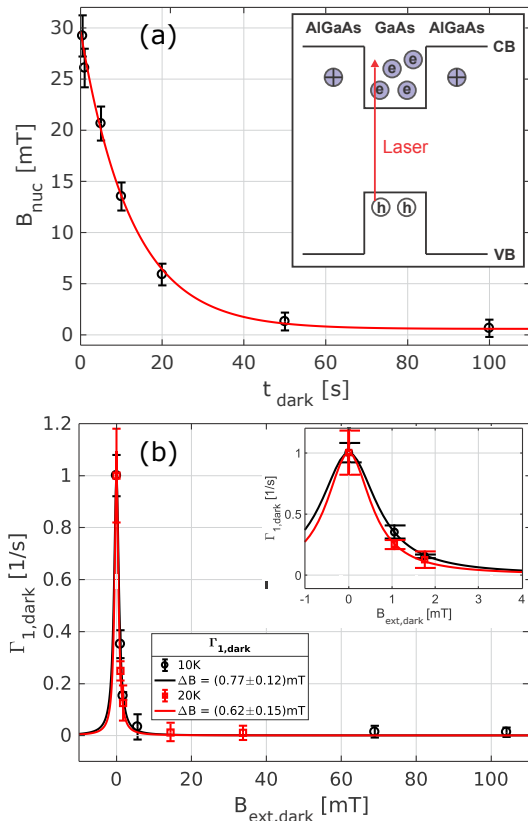 (a)
AlGaAs GaAs AlGaAs
CB
e
e
e e
Laser
h h
VB
30
25
20
15
10
5
0
B_nuc [mT]
0 20 40 60 80 100
t_dark [s]
(b)
1.2
1
0.8
0.6
0.4
0.2
0
Γ_1,dark [1/s]
0 20 40 60 80 100
B_ext,dark [mT]
Γ_1,dark
10K
ΔB = (0.77±0.12)mT
20K
ΔB = (0.62±0.15)mT
1
0.5
0
Γ_1,dark [1/s]
-1 0 1 2 3 4
B_ext,dark [mT]